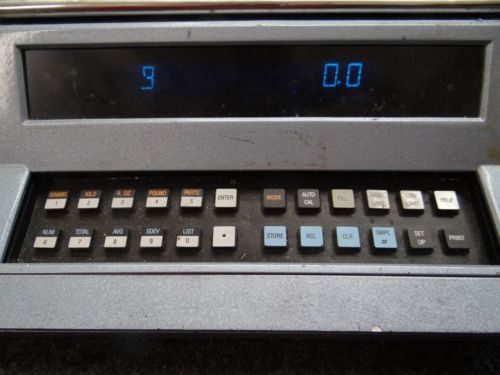 g 0.0
GRAMS KILO A OZ POUND PARTS MODE AUTO CAL FILL HIGH LIMIT LOW LIMIT HELP
1 2 3 4 5 ENTER
NUM TOTAL AVG SDEV LIST STORE RCL CLR SMPL # SET UP PRINT
6 7 8 9 0 *